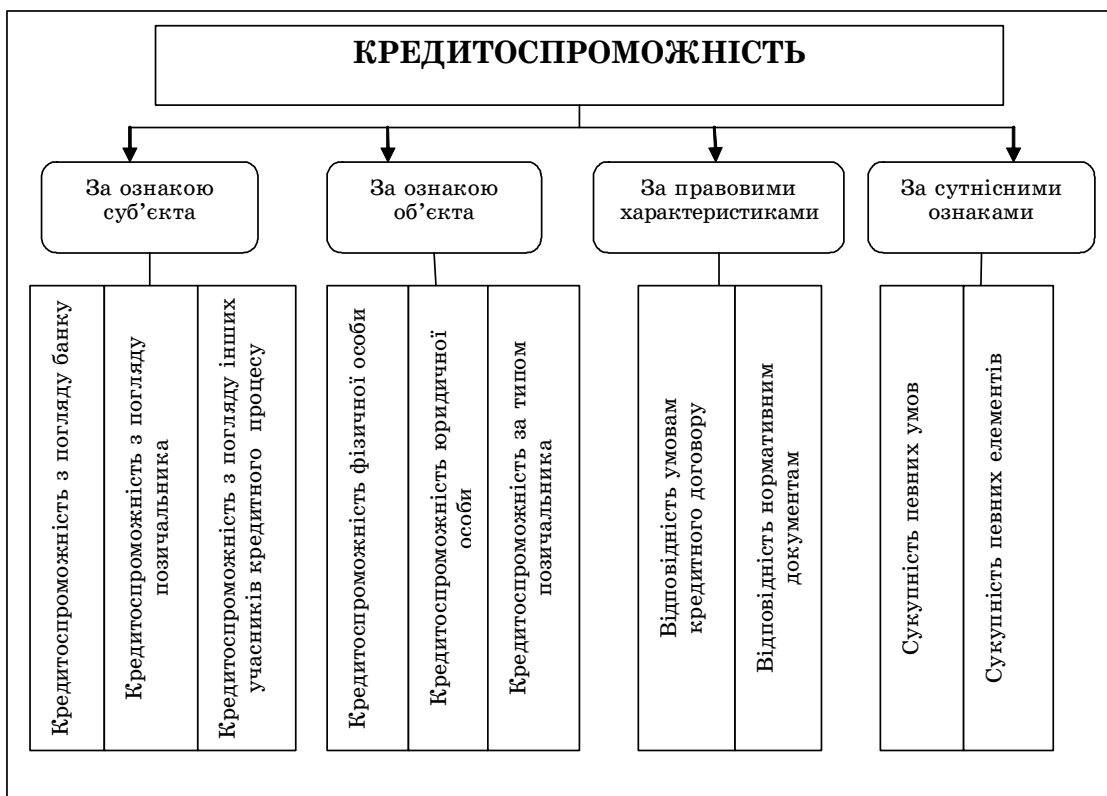 КРЕДИТОСПРОМОЖНІСТЬ
За ознакою
суб’єкта
За ознакою
об’єкта
За правовими
характеристиками
За сутнісними
ознаками
Кредитоспроможність з погляду банку
Кредитоспроможність з погляду
позичальника
Кредитоспроможність з погляду інших
учасників кредитного процесу
Кредитоспроможність фізичної особи
Кредитоспроможність юридичної
особи
Кредитоспроможність за типом
позичальника
Відповідність умовам
кредитного договору
Відповідність нормативним
документам
Сукупність певних умов
Сукупність певних елементів